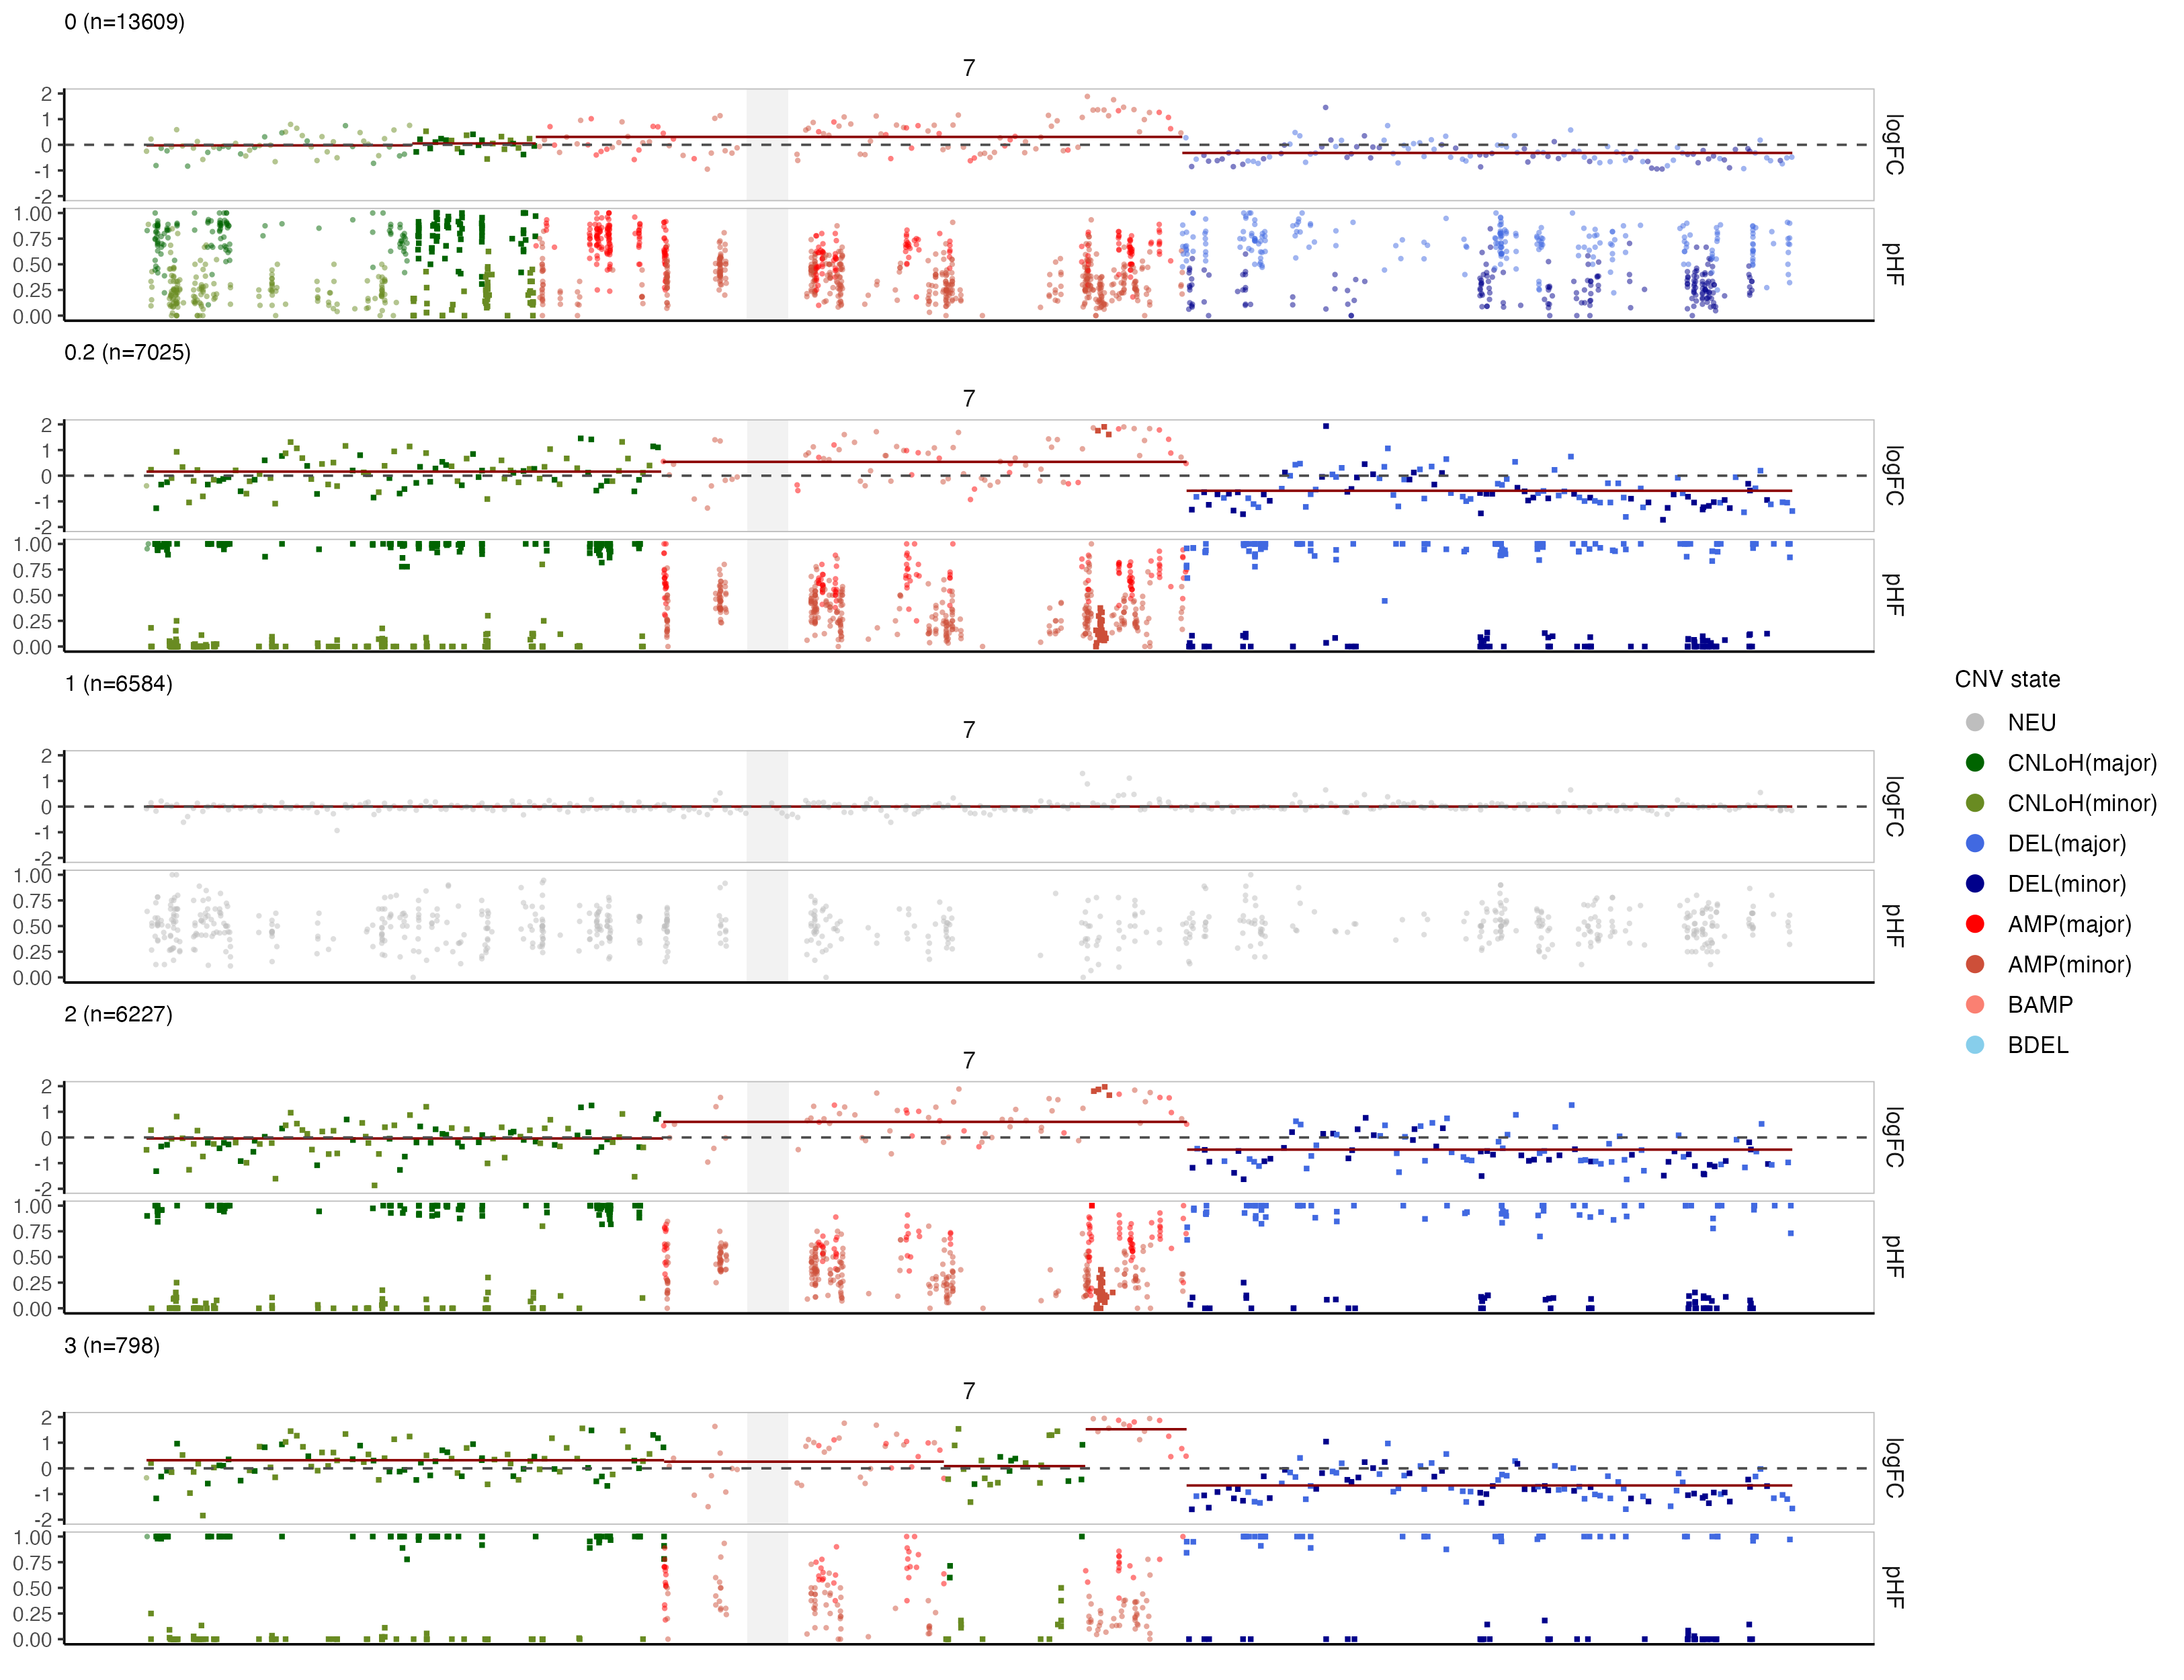 0 (n=13609)
7
2
1
0
-1
-2
logFC
1.00
0.75
0.50
0.25
0.00
pHF
0.2 (n=7025)
7
2
1
0
-1
-2
logFC
1.00
0.75
0.50
0.25
0.00
pHF
1 (n=6584)
7
2
1
0
-1
-2
logFC
1.00
0.75
0.50
0.25
0.00
pHF
2 (n=6227)
7
2
1
0
-1
-2
logFC
1.00
0.75
0.50
0.25
0.00
pHF
3 (n=798)
7
2
1
0
-1
-2
logFC
1.00
0.75
0.50
0.25
0.00
pHF
CNV state
NEU
CNLoH(major)
CNLoH(minor)
DEL(major)
DEL(minor)
AMP(major)
AMP(minor)
BAMP
BDEL